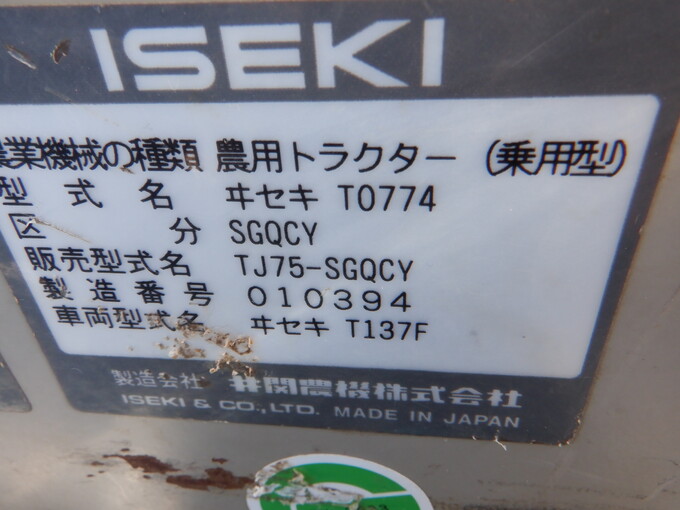 ISEKI
農業機械の種類 農用トラクター (乗用型)
型式名 ヰセキ T0774
区分 SGQCY
販売型式名 TJ75-SGQCY
製造番号 010394
車両型式名 ヰセキ T137F
製造会社 井関農機株式会社
ISEKI & CO., LTD. MADE IN JAPAN